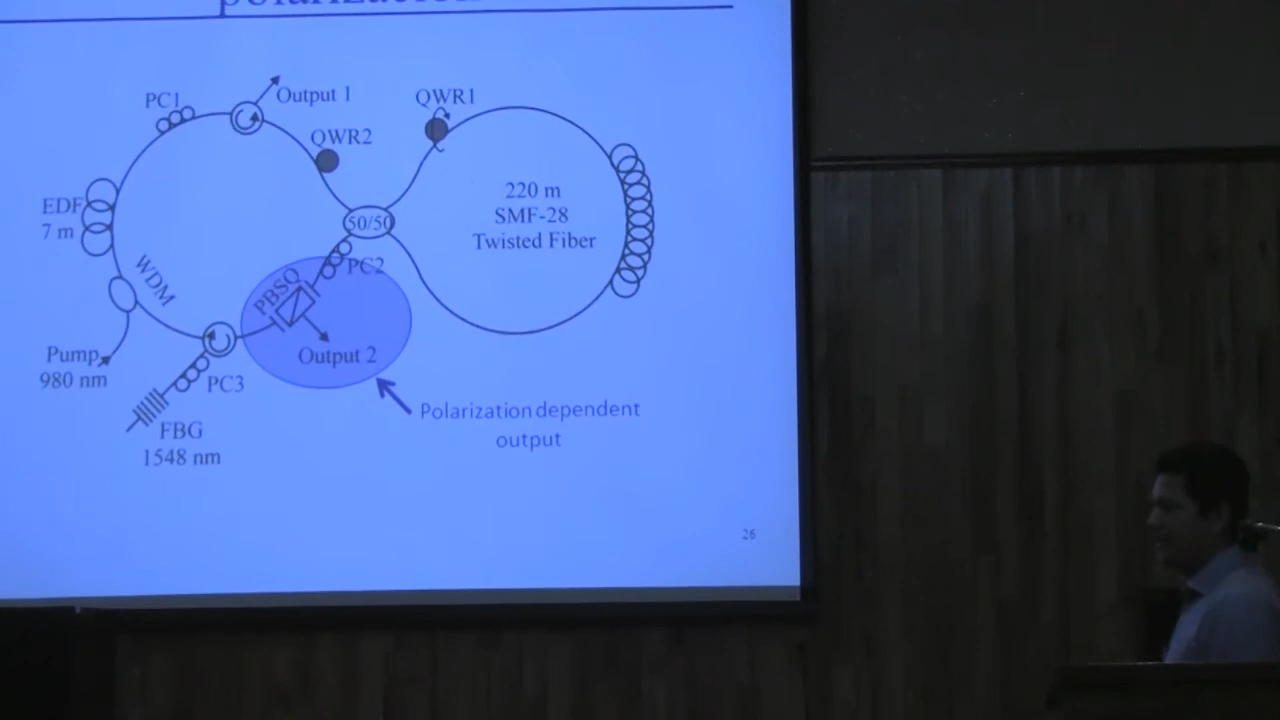 PC1
Output 1
QWR1
QWR2
EDF
7 m
220 m
SMF-28
Twisted Fiber
50/50
PC2
WDM
PBSQ
Output 2
Pump
980 nm
PC3
Polarization dependent
output
FBG
1548 nm
26